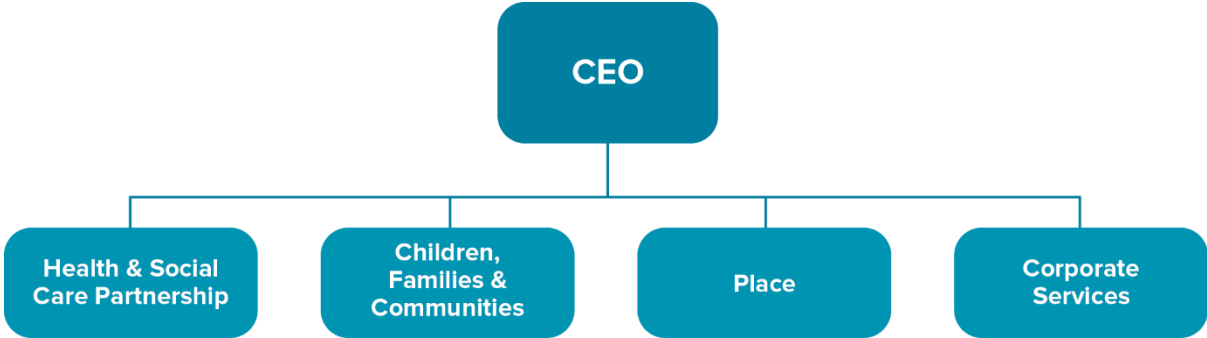 CEO
Health & Social
Care Partnership
Children,
Families &
Communities
Place
Corporate
Services